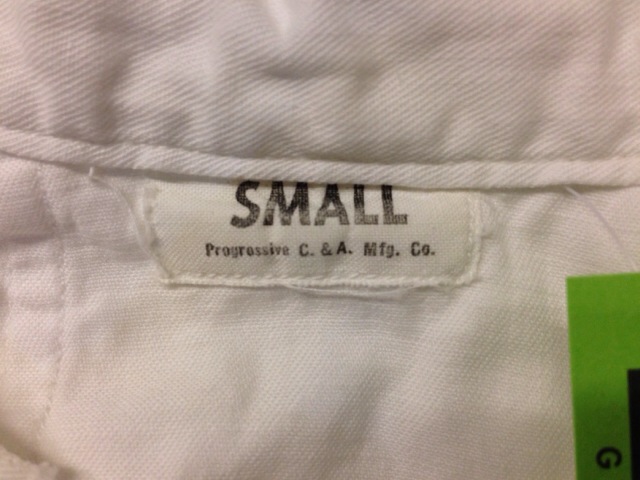 SMALL
Progressive C. & A. Mfg. Co.
G